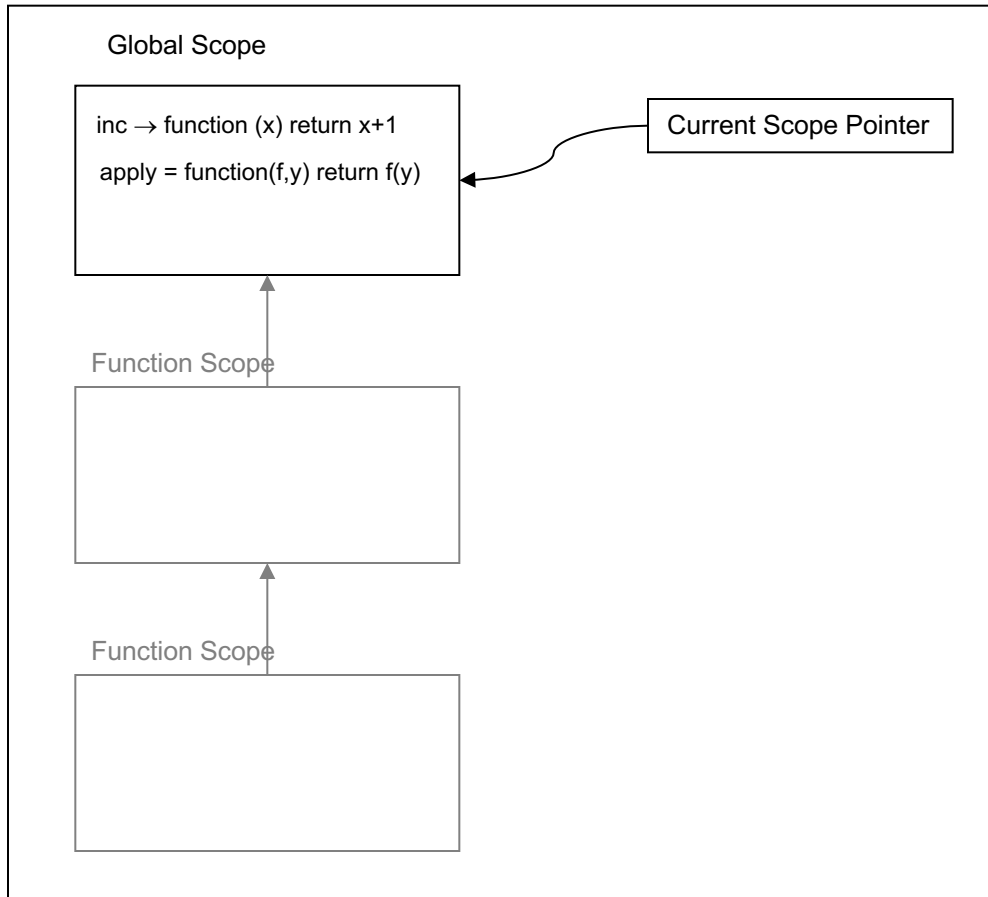 Global Scope
inc → function (x) return x+1
apply = function(f,y) return f(y)
Current Scope Pointer
Function Scope
Function Scope